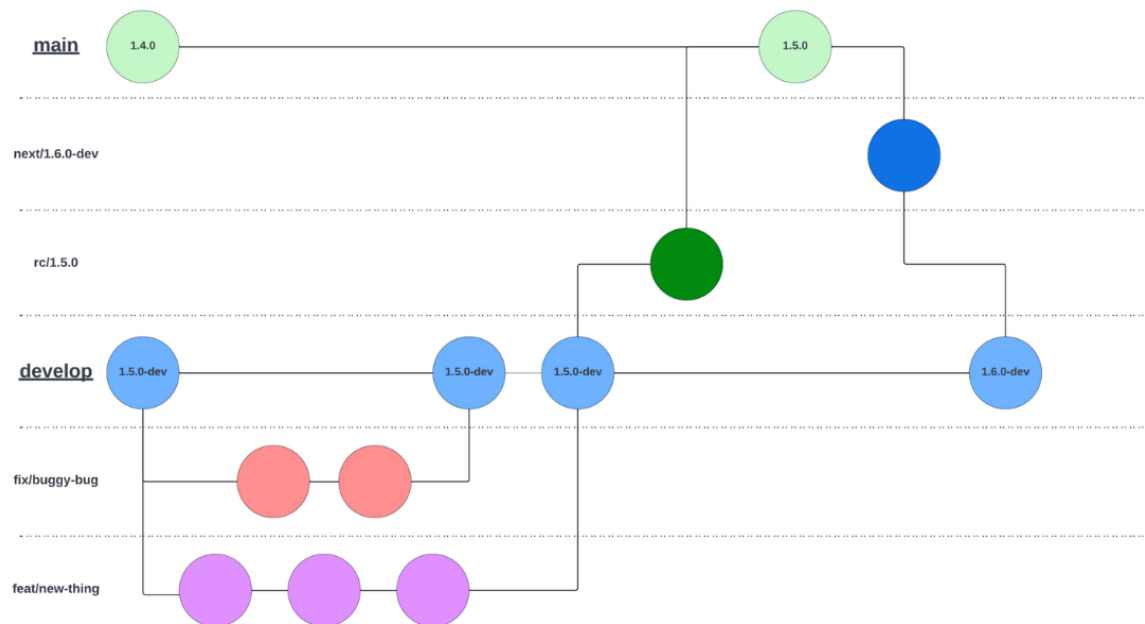 main
1.4.0
1.5.0
next/1.6.0-dev
rc/1.5.0
develop
1.5.0-dev
1.5.0-dev
1.5.0-dev
1.6.0-dev
fix/buggy-bug
feat/new-thing